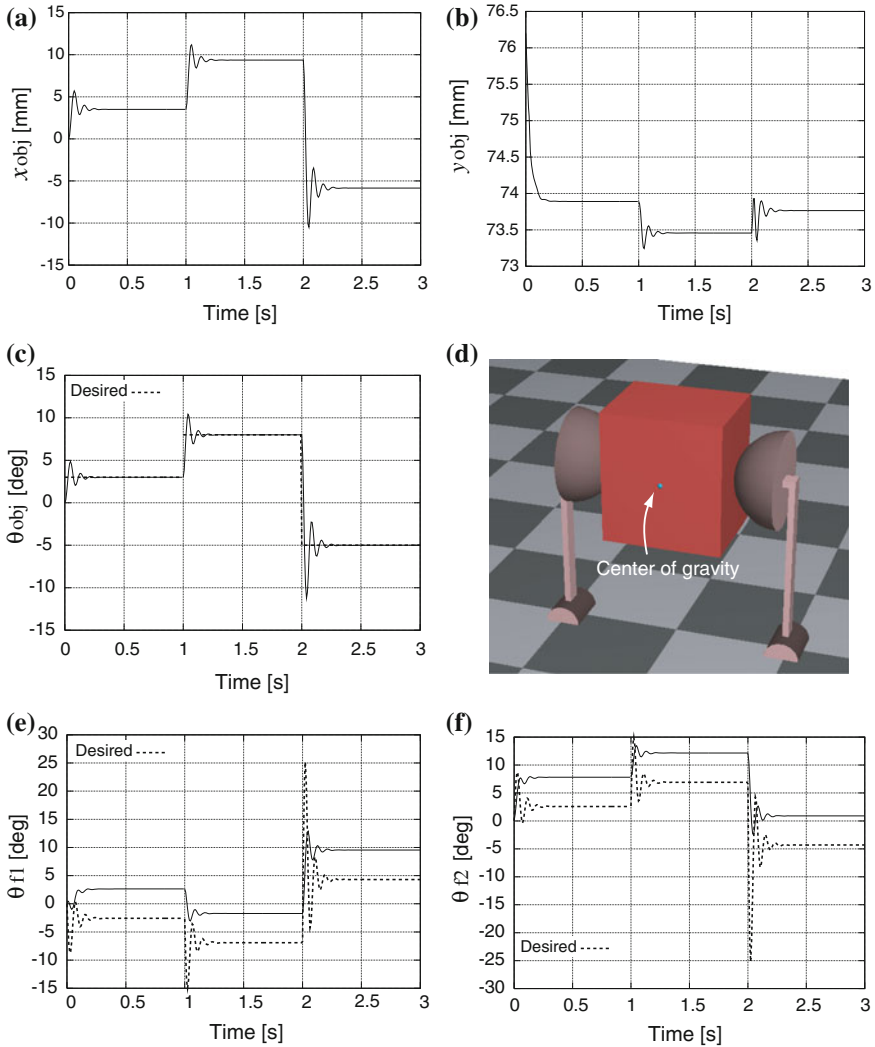 (a)
15
10
5
0
-5
-10
-15
xobj [mm]
0 0.5 1 1.5 2 2.5 3
Time [s]
(b)
76.5
76
75.5
75
74.5
74
73.5
73
yobj [mm]
0 0.5 1 1.5 2 2.5 3
Time [s]
(c)
Desired
15
10
5
0
-5
-10
-15
θobj [deg]
0 0.5 1 1.5 2 2.5 3
Time [s]
(d)
Center of gravity
(e)
Desired
30
25
20
15
10
5
0
-5
-10
-15
θf1 [deg]
0 0.5 1 1.5 2 2.5 3
Time [s]
(f)
15
10
5
0
-5
-10
-15
-20
-25
-30
θf2 [deg]
Desired
0 0.5 1 1.5 2 2.5 3
Time [s]